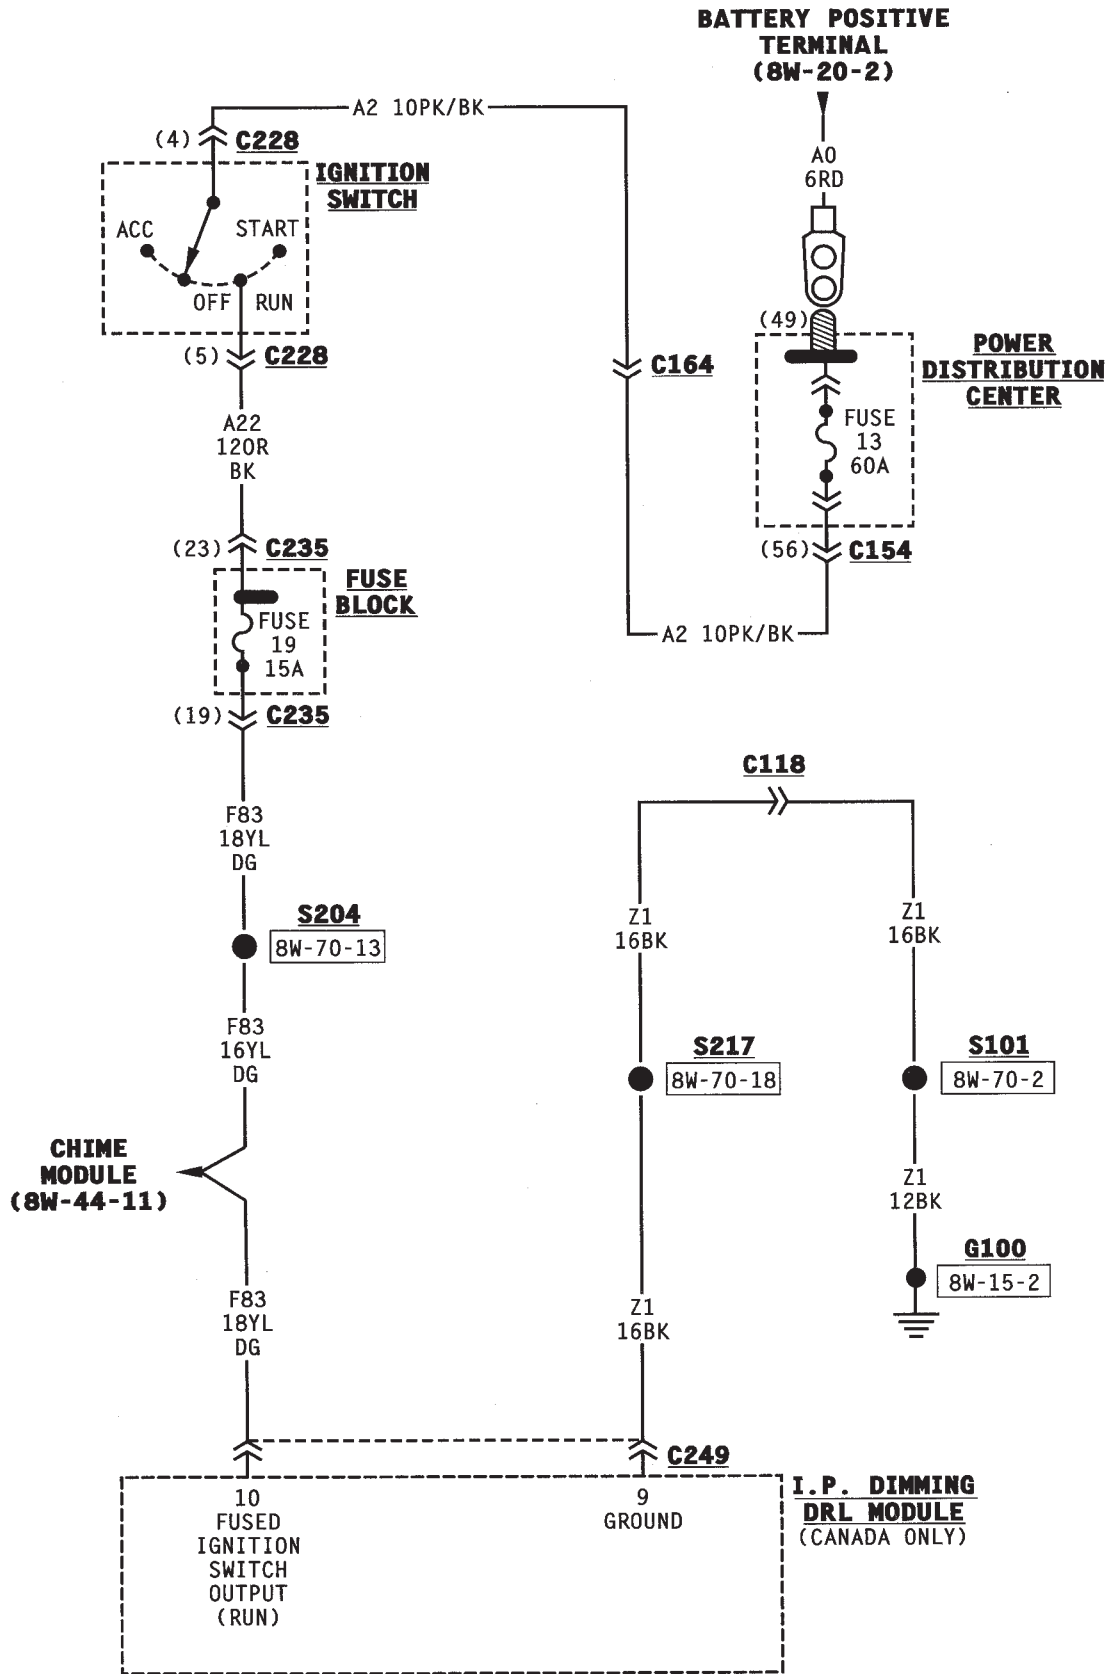 BATTERY POSITIVE
TERMINAL
(8W-20-2)
A2 10PK/BK
(4) C228
IGNITION
SWITCH
ACC
START
OFF
RUN
(5) C228
A0
6RD
(49)
POWER
DISTRIBUTION
CENTER
FUSE
13
60A
C164
(56) C154
A2 10PK/BK
A22
12OR
BK
(23) C235
FUSE
BLOCK
FUSE
19
15A
(19) C235
F83
18YL
DG
S204
8W-70-13
F83
16YL
DG
CHIME
MODULE
(8W-44-11)
F83
18YL
DG
C118
Z1
16BK
Z1
16BK
S217
8W-70-18
S101
8W-70-2
Z1
12BK
G100
8W-15-2
Z1
16BK
C249
I.P. DIMMING
DRL MODULE
(CANADA ONLY)
10
FUSED
IGNITION
SWITCH
OUTPUT
(RUN)
9
GROUND